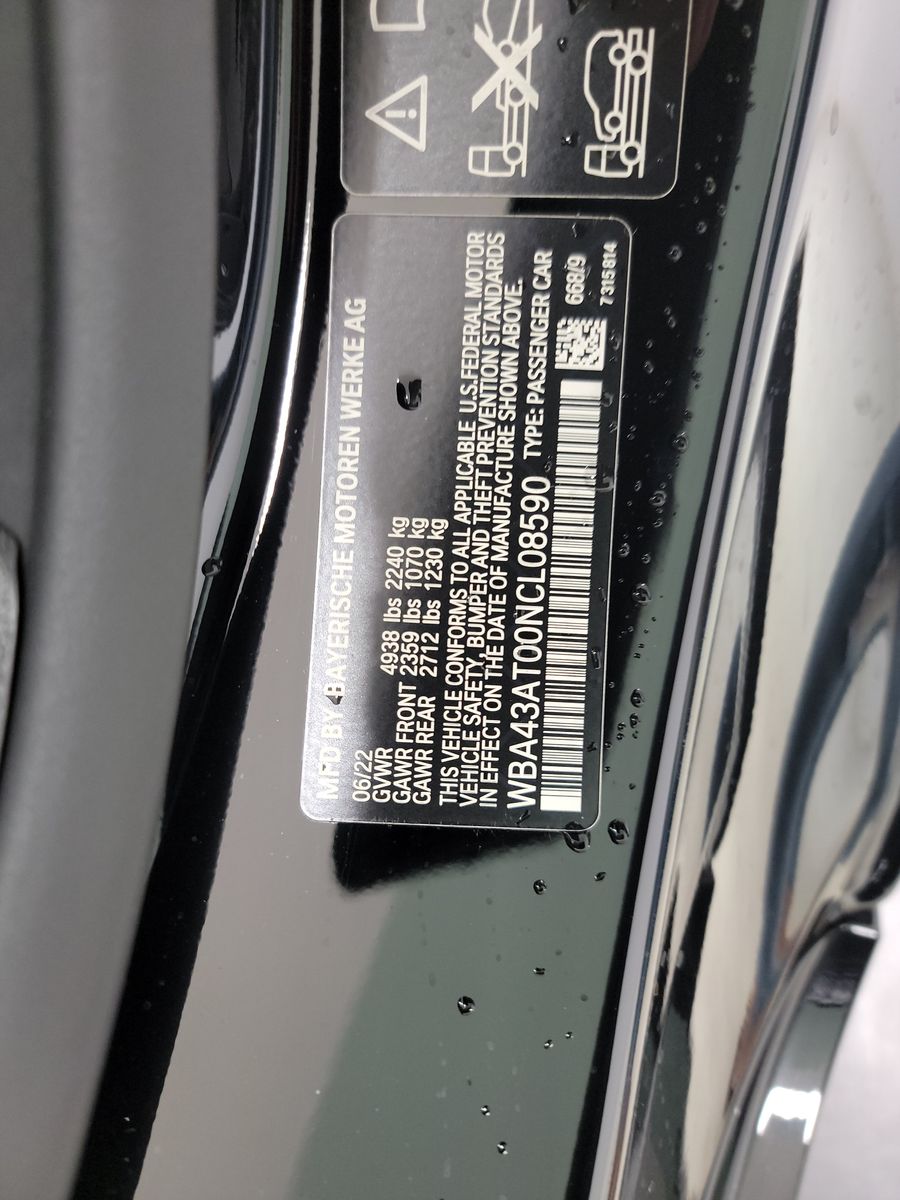 MFD BY BAYERISCHE MOTOREN WERKE AG
06/22
GVWR 4938 lbs 2240 kg
GAWR FRONT 2359 lbs 1070 kg
GAWR REAR 2712 lbs 1230 kg
THIS VEHICLE CONFORMS TO ALL APPLICABLE U.S. FEDERAL MOTOR
VEHICLE SAFETY, BUMPER AND THEFT PREVENTION STANDARDS
IN EFFECT ON THE DATE OF MANUFACTURE SHOWN ABOVE.
WBA43AT00NCL08590 TYPE: PASSENGER CAR
668/9
7 315 814